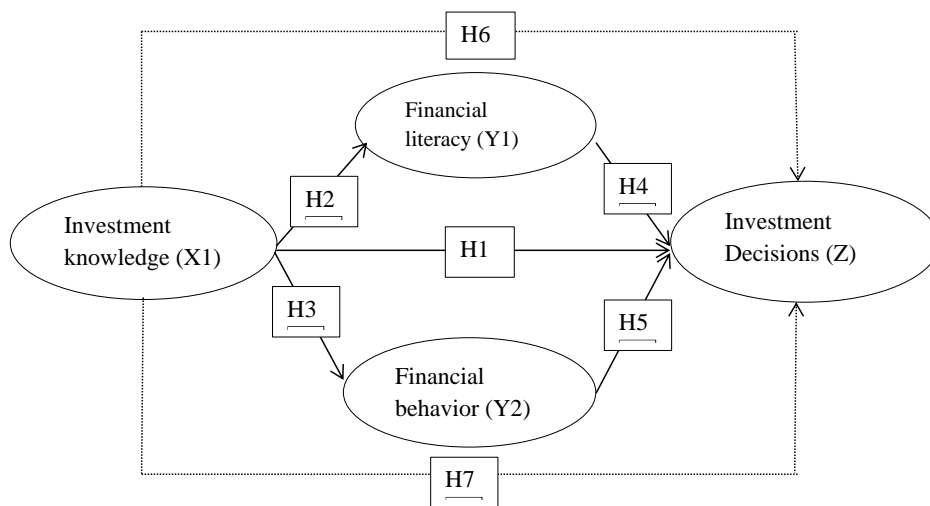 H6
Financial
literacy (Y1)
H2
H4
Investment
knowledge (X1)
H1
Investment
Decisions (Z)
H3
H5
Financial
behavior (Y2)
H7